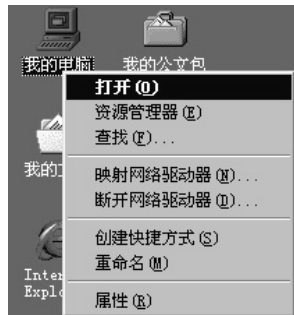 我的电脑 我的公文包
打开(O)
资源管理器(E)
查找(F)...
我的
映射网络驱动器(N)...
断开网络驱动器(D)...
创建快捷方式(S)
重命名(M)
Inter
Explo
属性(R)